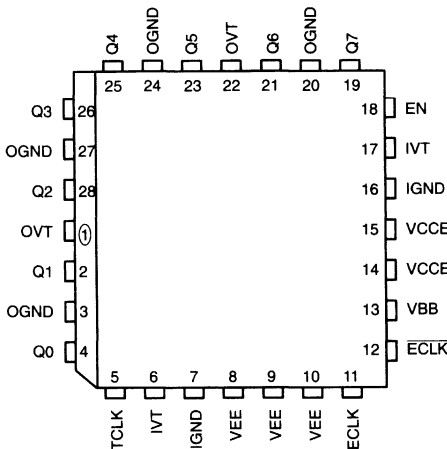 Q4 OGND Q5 OVT Q6 OGND Q7
25 24 23 22 21 20 19
Q3 26 18 EN
OGND 27 17 IVT
Q2 28 16 IGND
OVT 1 15 VCCE
Q1 2 14 VCCE
OGND 3 13 VBB
Q0 4 12 ECLK
5 6 7 8 9 10 11
TCLK IVT IGND VEE VEE VEE ECLK